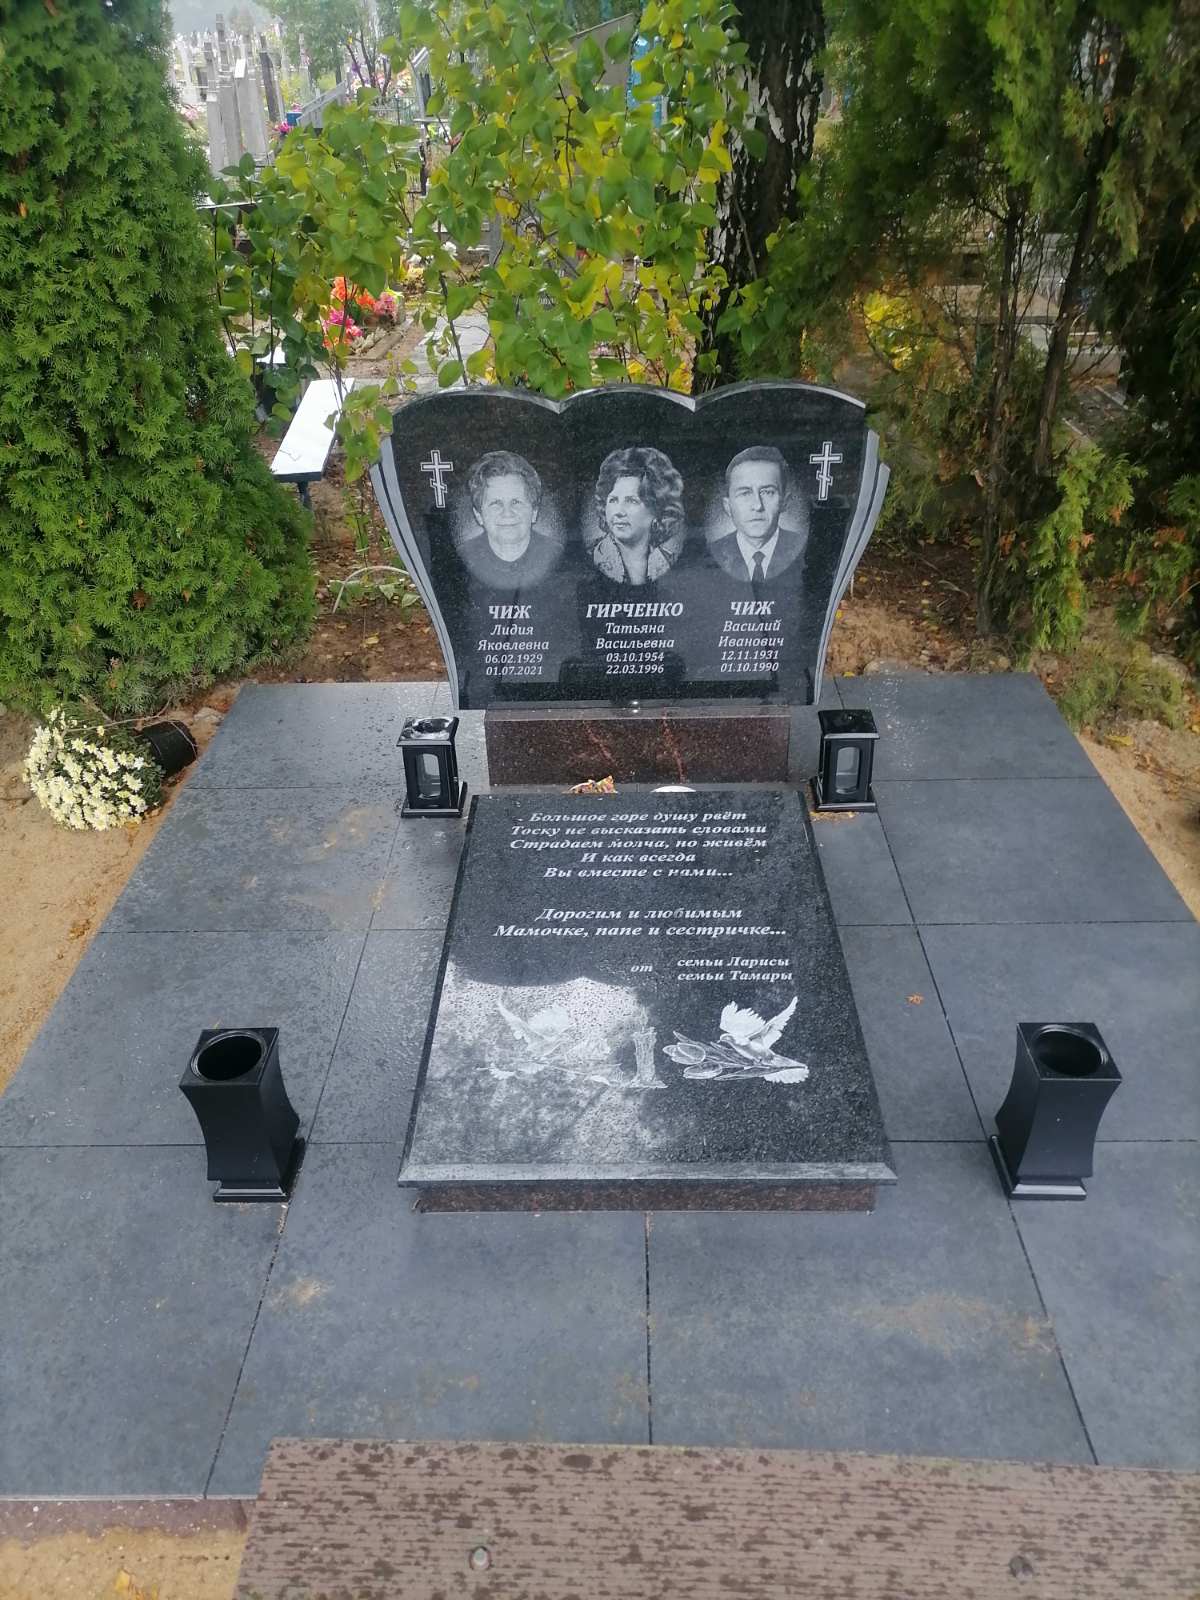 ЧИЖ
Лидия
Яковлевна
06.02.1929
01.07.2021
ГИРЧЕНКО
Татьяна
Васильевна
03.10.1954
22.03.1996
ЧИЖ
Василий
Иванович
12.11.1931
01.10.1990
Большое горе душу рвёт
Тоску не высказать словами
Страдаем молча, но живём
И как всегда
Вы вместе с нами...
Дорогим и любимым
Мамочке, папе и сестричке...
от семьи Ларисы
семьи Тамары